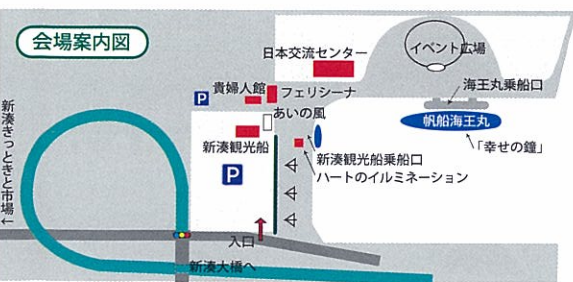 会場案内図
イベント広場
日本交流センター
貴婦人館
フェリシーナ
海王丸乗船口
P
あいの風
帆船海王丸
新湊きっときと市場←
新湊観光船
新湊観光船乗船口
「幸せの鐘」
P
ハートのイルミネーション
入口
新湊大橋へ